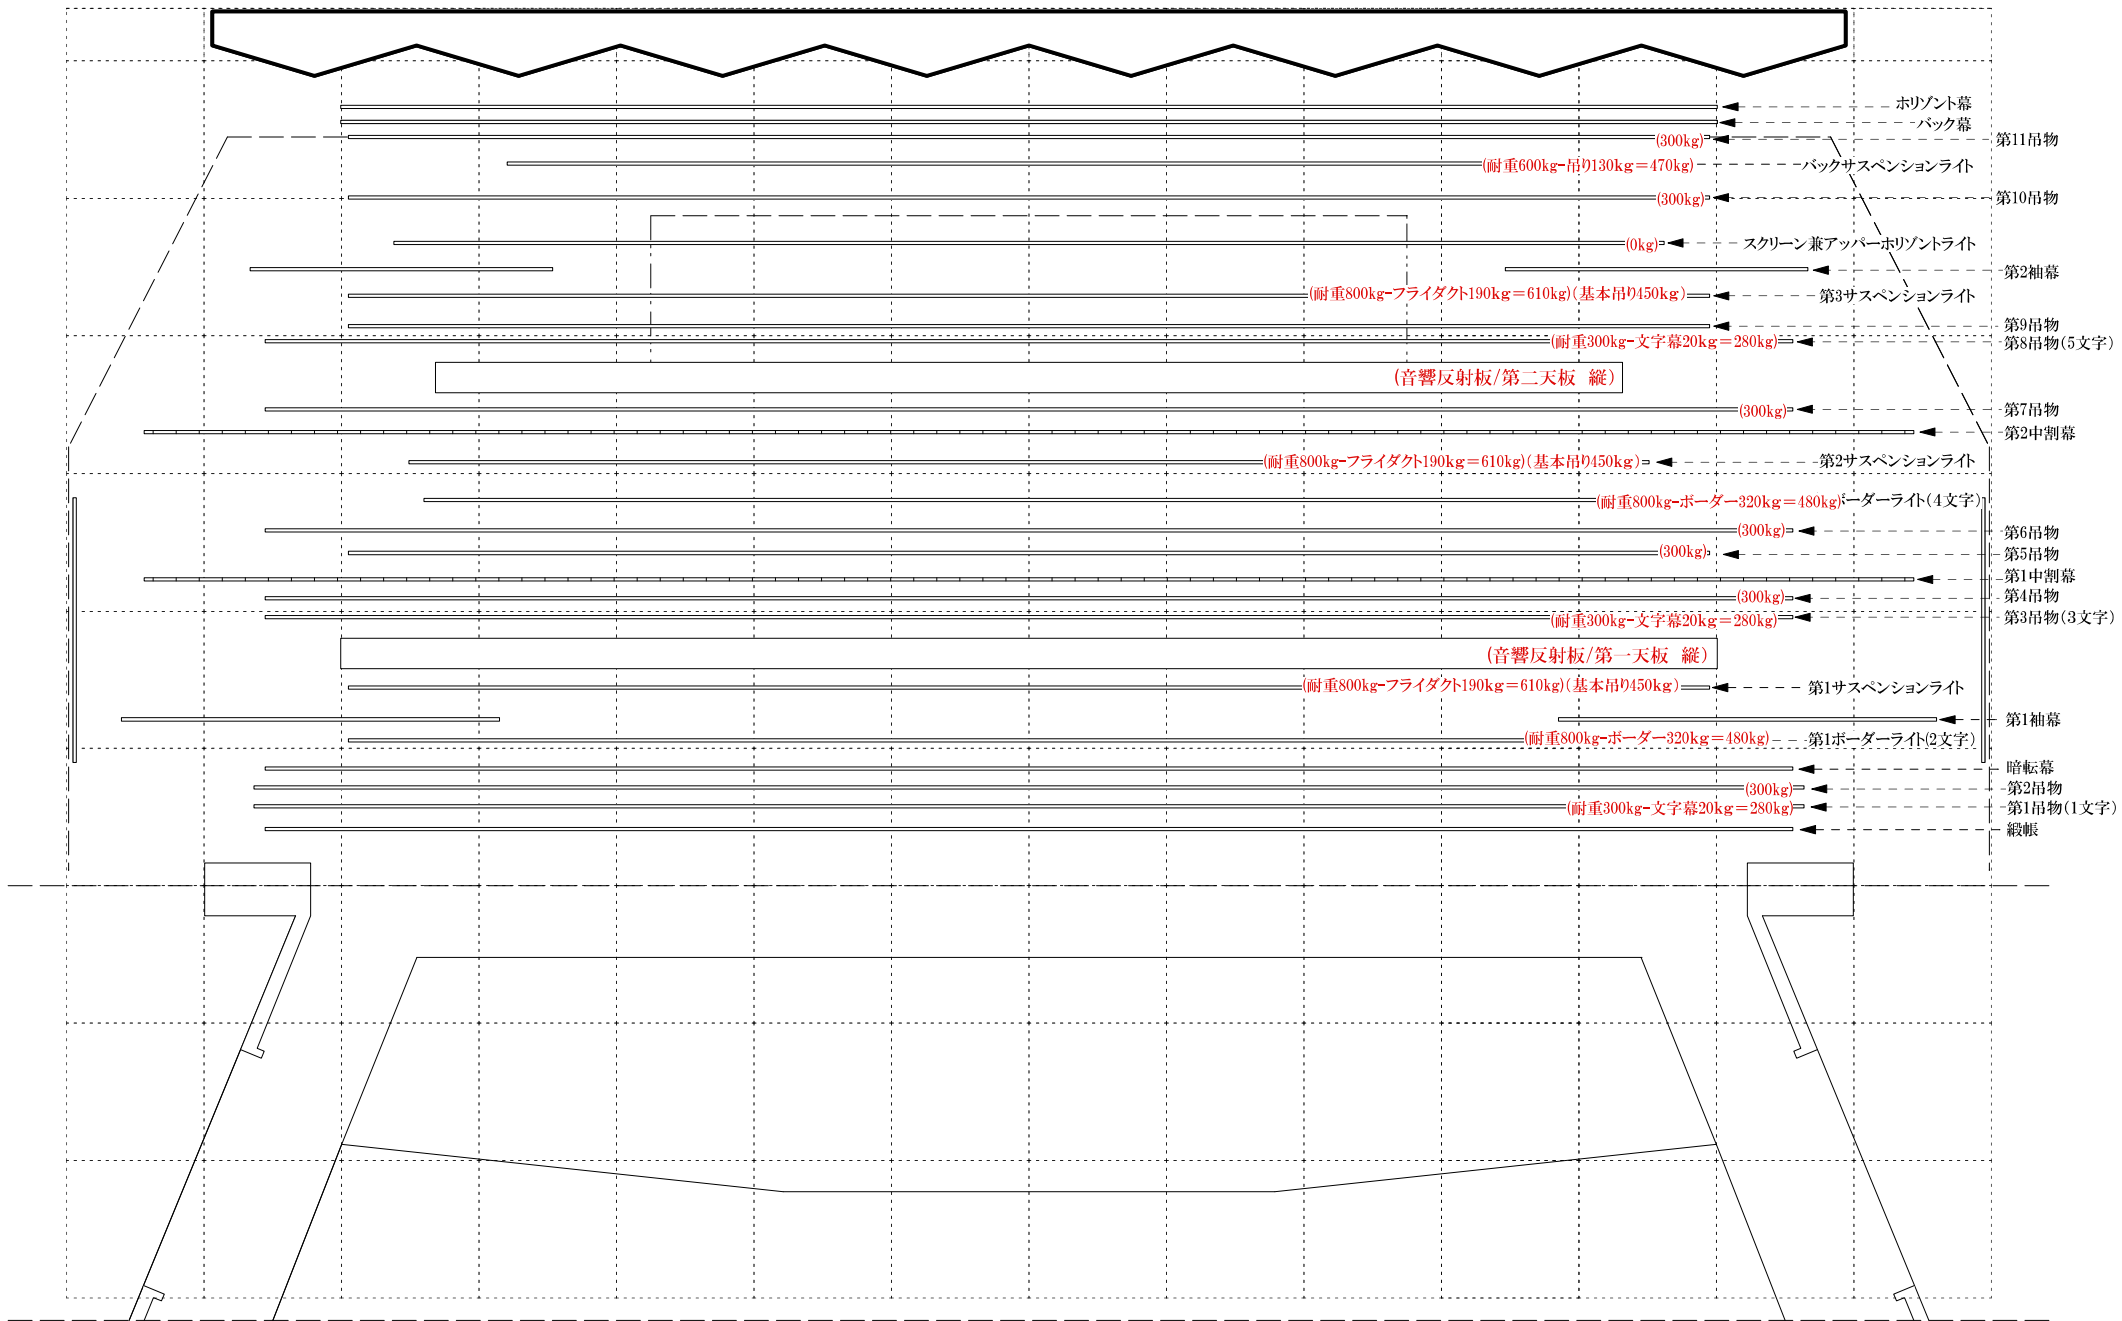 ホリゾント幕
バック幕
(300kg) 第11吊物
(耐重600kg-吊り130kg=470kg) バックサスペンションライト
(300kg) 第10吊物
(0kg) スクリーン兼アッパーホリゾントライト
第2袖幕
(耐重800kg-フライダクト190kg=610kg)(基本吊り450kg) 第3サスペンションライト
第9吊物
(耐重300kg-文字幕20kg=280kg) 第8吊物(5文字)
(音響反射板/第二天板 縦)
(300kg) 第7吊物
第2中割幕
(耐重800kg-フライダクト190kg=610kg)(基本吊り450kg) 第2サスペンションライト
(耐重800kg-ボーダー320kg=480kg) ボーダーライト(4文字)
(300kg) 第6吊物
(300kg) 第5吊物
第1中割幕
(300kg) 第4吊物
(耐重300kg-文字幕20kg=280kg) 第3吊物(3文字)
(音響反射板/第一天板 縦)
(耐重800kg-フライダクト190kg=610kg)(基本吊り450kg) 第1サスペンションライト
第1袖幕
(耐重800kg-ボーダー320kg=480kg) 第1ボーダーライト(2文字)
暗転幕
(300kg) 第2吊物
(耐重300kg-文字幕20kg=280kg) 第1吊物(1文字)
緞帳